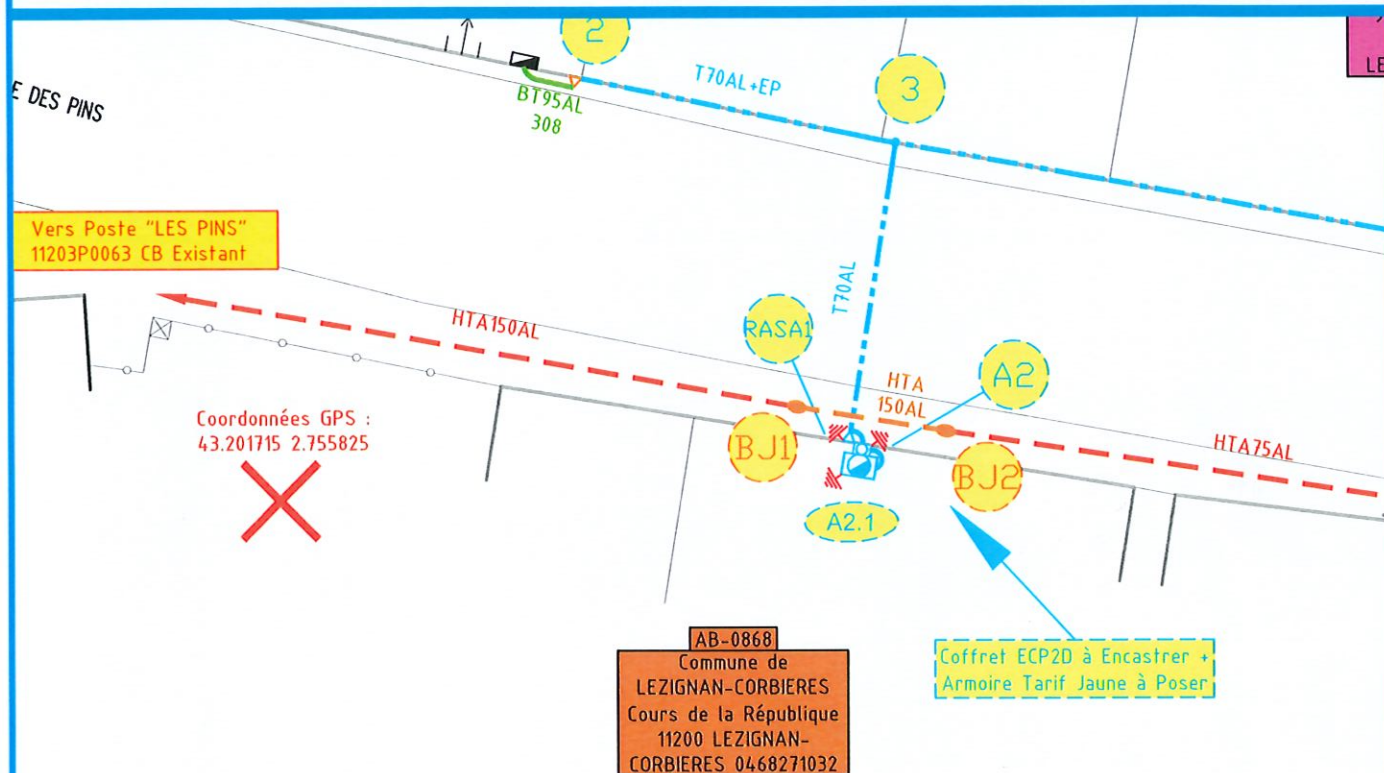 2
LE
T70AL+EP
3
E DES PINS
BT95AL
308
Vers Poste "LES PINS"
11203P0063 CB Existant
T70AL
HTA150AL
RASA1
HTA
150AL
A2
Coordonnées GPS :
43.201715 2.755825
BJ1
HTA75AL
BJ2
A2.1
AB-0868
Commune de
LEZIGNAN-CORBIERES
Cours de la République
11200 LEZIGNAN-
CORBIERES 0468271032
Coffret ECP2D à Encastrer +
Armoire Tarif Jaune à Poser